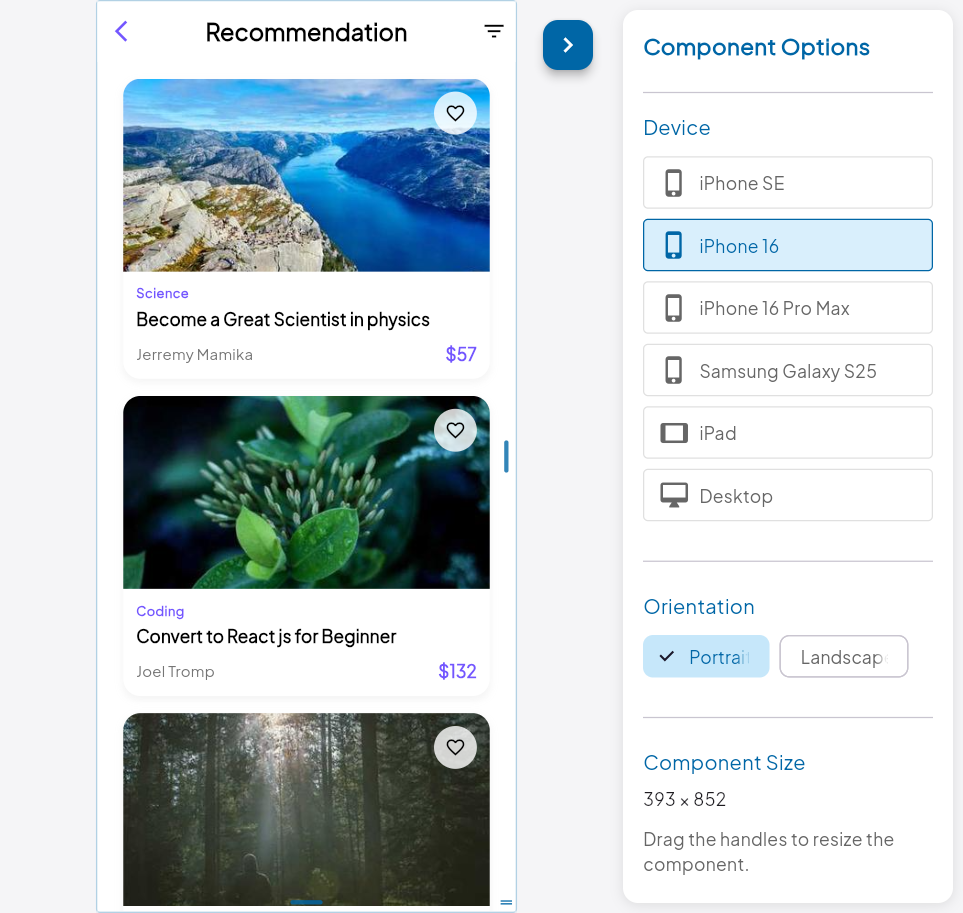 Recommendation
Science
Become a Great Scientist in physics
Jerremy Mamika
$57
Coding
Convert to React js for Beginner
Joel Tromp
$132
Component Options
Device
iPhone SE
iPhone 16
iPhone 16 Pro Max
Samsung Galaxy S25
iPad
Desktop
Orientation
Portrait
Landscap
Component Size
393 × 852
Drag the handles to resize the
component.